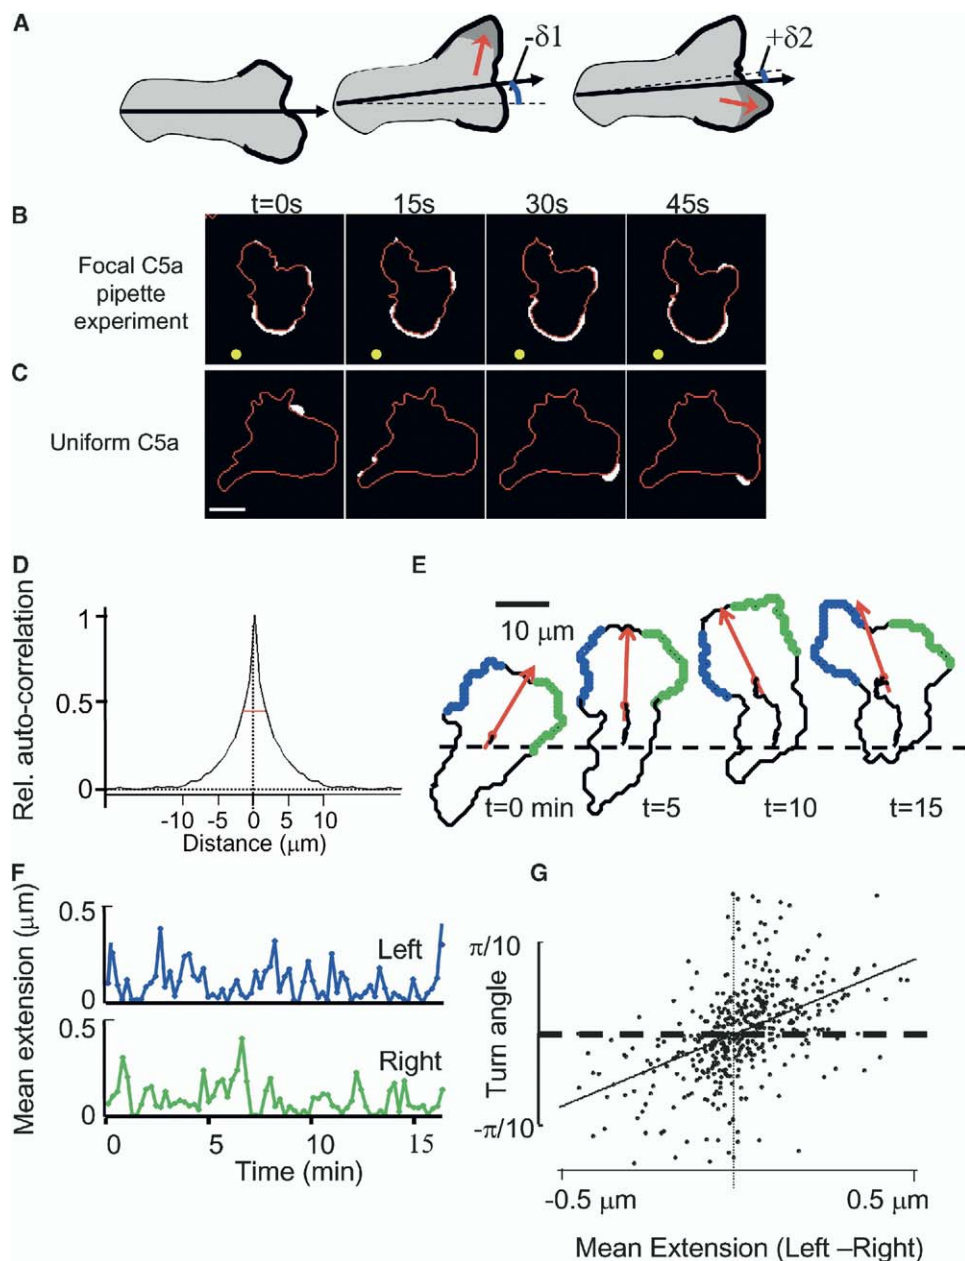 A
-δ1
+δ2
B
t=0s 15s 30s 45s
Focal C5a
pipette
experiment
C
Uniform C5a
D
Rel. auto-correlation
1
0.5
0
-10 -5 0 5 10
Distance (μm)
E
10 μm
t=0 min t=5 t=10 t=15
F
Mean extension (μm)
0.5
Left
0
0.5
Right
0
0 5 10 15
Time (min)
G
Turn angle
π/10
-π/10
-0.5 μm 0.5 μm
Mean Extension (Left –Right)